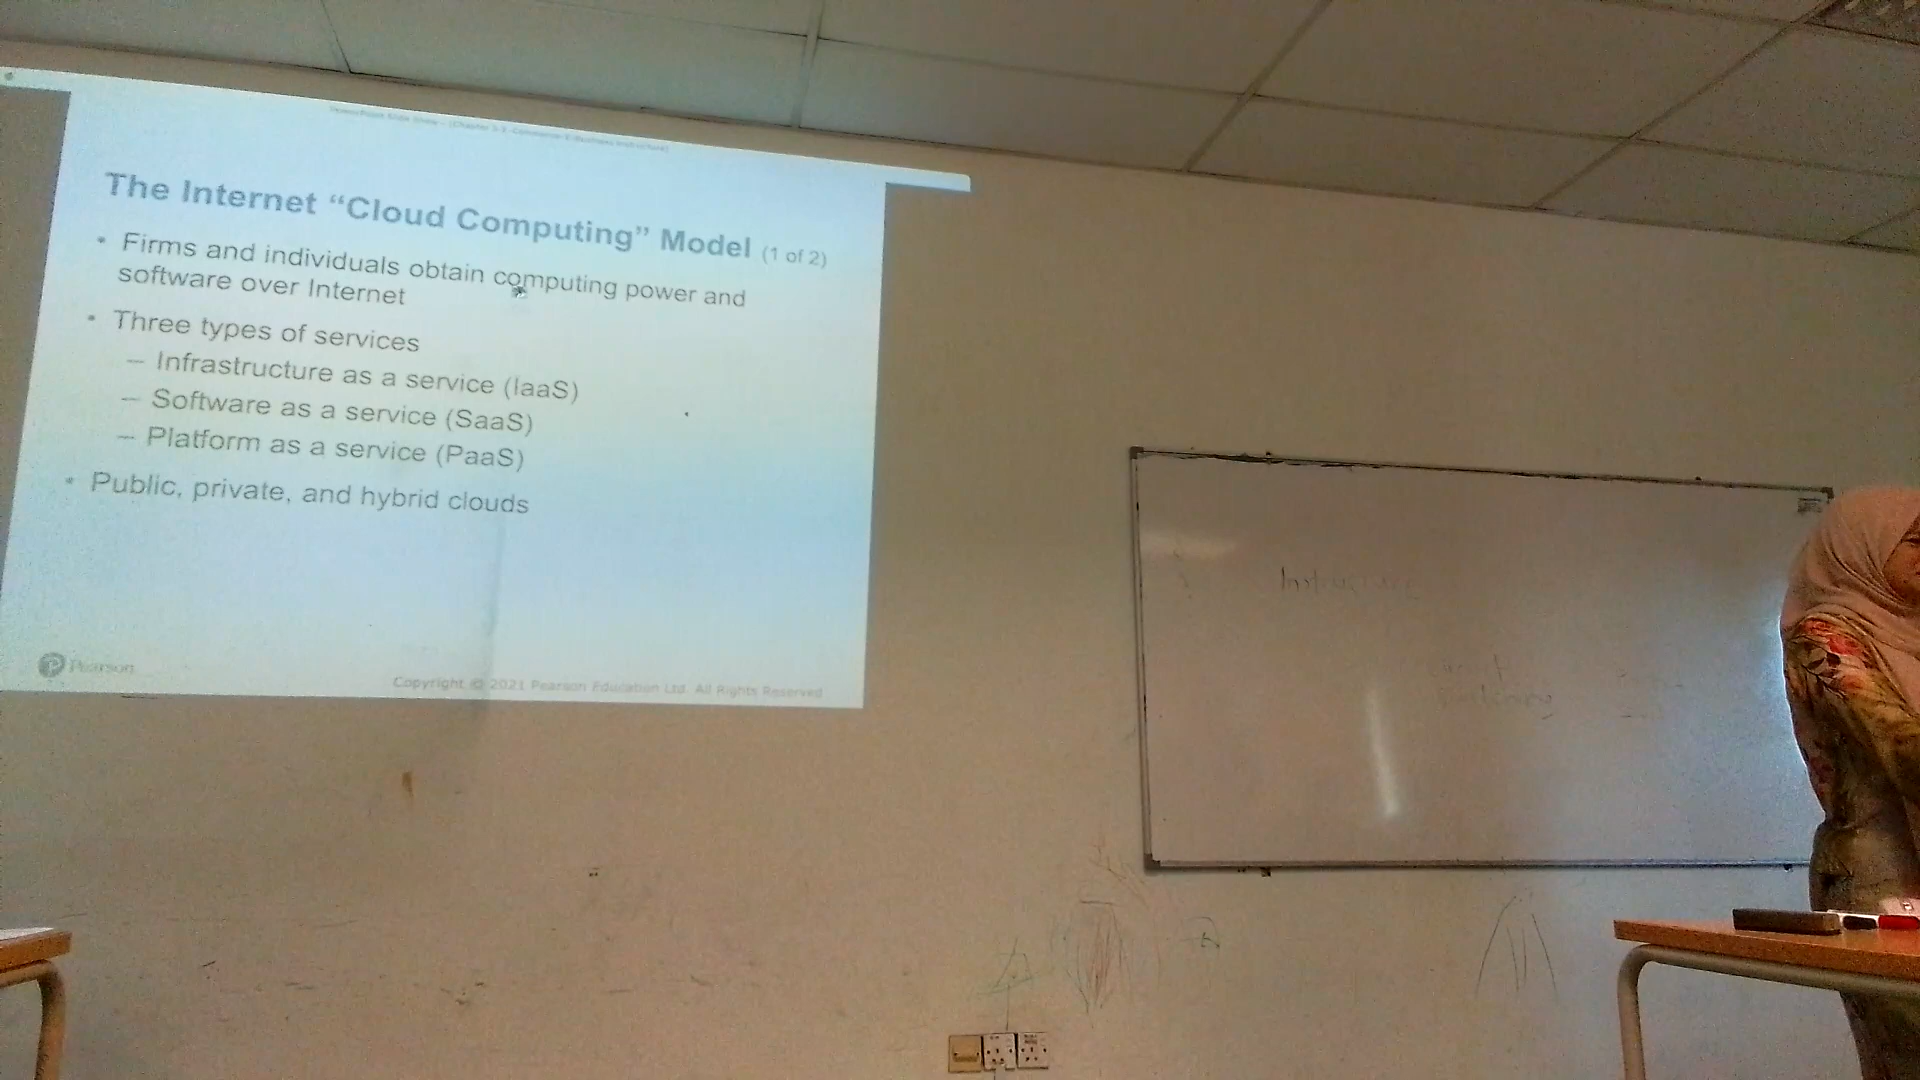 The Internet “Cloud Computing” Model (1 of 2)
• Firms and individuals obtain computing power and
software over Internet
• Three types of services
– Infrastructure as a service (IaaS)
– Software as a service (SaaS)
– Platform as a service (PaaS)
• Public, private, and hybrid clouds
Pearson
Copyright © 2021 Pearson Education Ltd. All Rights Reserved